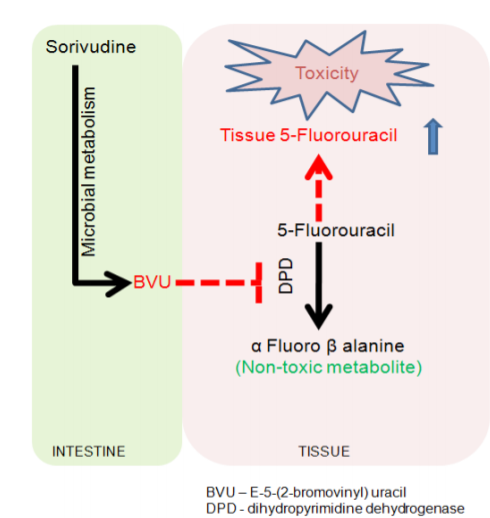 Sorivudine
Toxicity
Tissue 5-Fluorouracil
Microbial metabolism
5-Fluorouracil
BVU
DPD
α Fluoro β alanine
(Non-toxic metabolite)
INTESTINE
TISSUE
BVU – E-5-(2-bromovinyl) uracil
DPD - dihydropyrimidine dehydrogenase